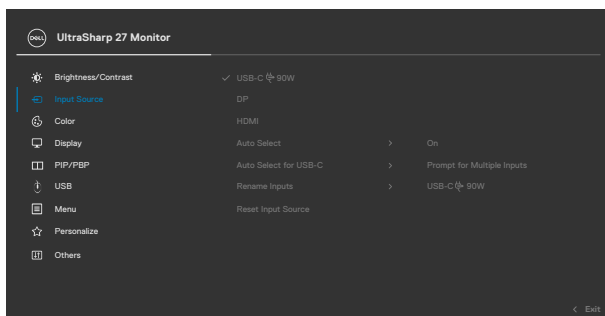 DELL UltraSharp 27 Monitor
Brightness/Contrast ✓ USB-C 90W
Input Source DP
Color HDMI
Display Auto Select > On
PIP/PBP Auto Select for USB-C > Prompt for Multiple Inputs
USB Rename Inputs > USB-C 90W
Menu Reset Input Source
Personalize
Others
< Exit